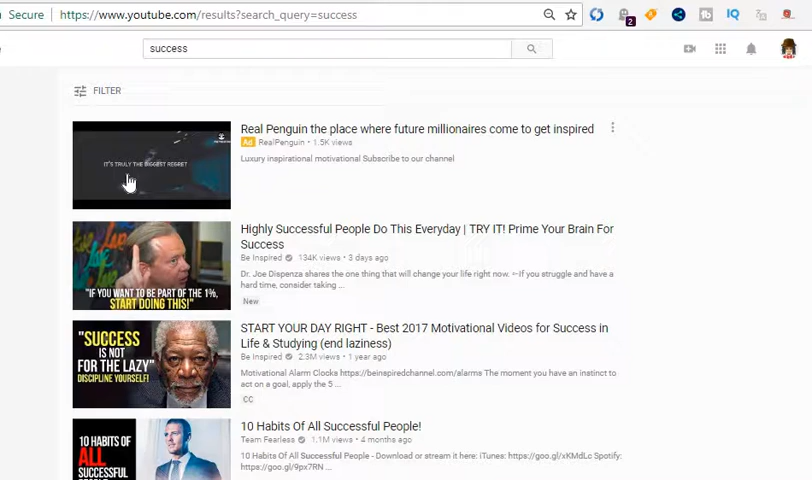 Secure https://www.youtube.com/results?search_query=success
2
IQ
success
FILTER
IT'S TRULY THE BIGGEST REGRET
Real Penguin the place where future millionaires come to get inspired
Ad RealPenguin • 1.5K views
Luxury inspirational motivational Subscribe to our channel
"IF YOU WANT TO BE PART OF THE 1%,
START DOING THIS!"
Highly Successful People Do This Everyday | TRY IT! Prime Your Brain For
Success
Be Inspired 134K views • 3 days ago
Dr. Joe Dispenza shares the one thing that will change your life right now. ⇐If you struggle and have a
hard time, consider taking ...
New
"SUCCESS
IS NOT
FOR THE LAZY"
DISCIPLINE YOURSELF!
START YOUR DAY RIGHT - Best 2017 Motivational Videos for Success in
Life & Studying (end laziness)
Be Inspired 2.3M views • 1 year ago
Motivational Alarm Clocks https://beinspiredchannel.com/alarms The moment you have an instinct to
act on a goal, apply the 5 ...
CC
10 HABITS OF
ALL
SUCCESSFUL
PEOPLE!
10 Habits Of All Successful People!
Team Fearless 1.1M views • 4 months ago
10 Habits Of All Successful People - Download or stream it here: iTunes: https://goo.gl/xKMdLc Spotify:
https://goo.gl/9px7RN ...